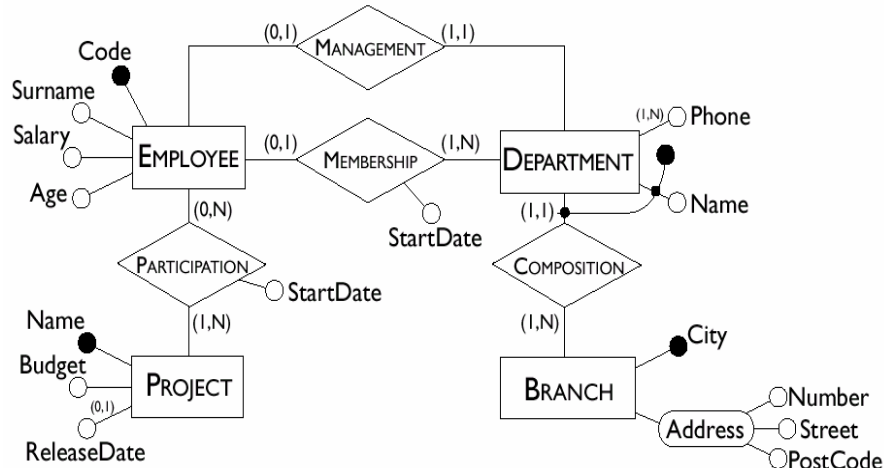 (0,1)
MANAGEMENT
(1,1)
Code
Surname
Salary
Age
EMPLOYEE
(0,1)
MEMBERSHIP
(1,N)
DEPARTMENT
(1,N)
Phone
Name
StartDate
(0,N)
PARTICIPATION
StartDate
(1,1)
COMPOSITION
(1,N)
Name
Budget
(0,1)
ReleaseDate
PROJECT
(1,N)
BRANCH
City
Address
Number
Street
PostCode